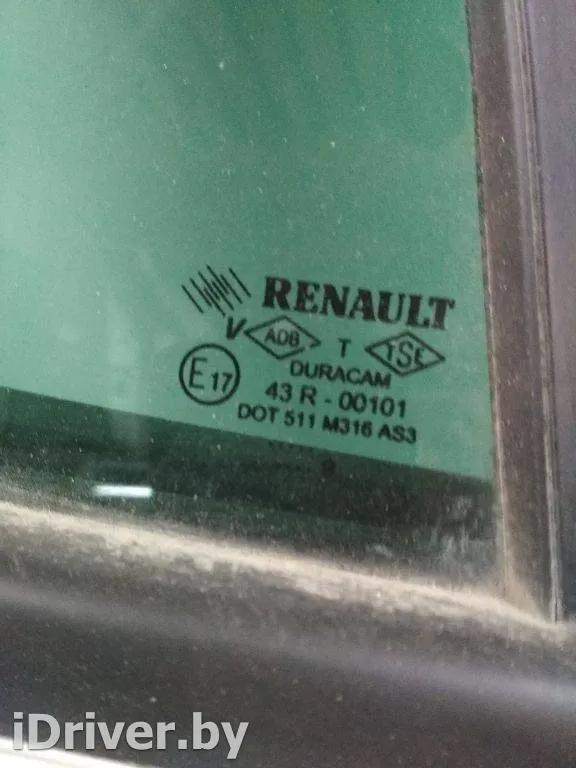 RENAULT
V ADB T TSE
DURACAM
E17 43 R - 00101
DOT 511 M316 AS3
iDriver.by